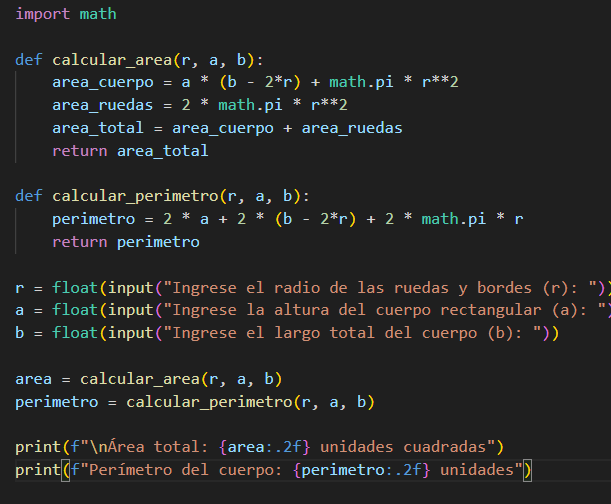 import math

def calcular_area(r, a, b):
    area_cuerpo = a * (b - 2*r) + math.pi * r**2
    area_ruedas = 2 * math.pi * r**2
    area_total = area_cuerpo + area_ruedas
    return area_total

def calcular_perimetro(r, a, b):
    perimetro = 2 * a + 2 * (b - 2*r) + 2 * math.pi * r
    return perimetro

r = float(input("Ingrese el radio de las ruedas y bordes (r): "))
a = float(input("Ingrese la altura del cuerpo rectangular (a): ")
b = float(input("Ingrese el largo total del cuerpo (b): "))

area = calcular_area(r, a, b)
perimetro = calcular_perimetro(r, a, b)

print(f"\nÁrea total: {area:.2f} unidades cuadradas")
print(f"Perímetro del cuerpo: {perimetro:.2f} unidades")